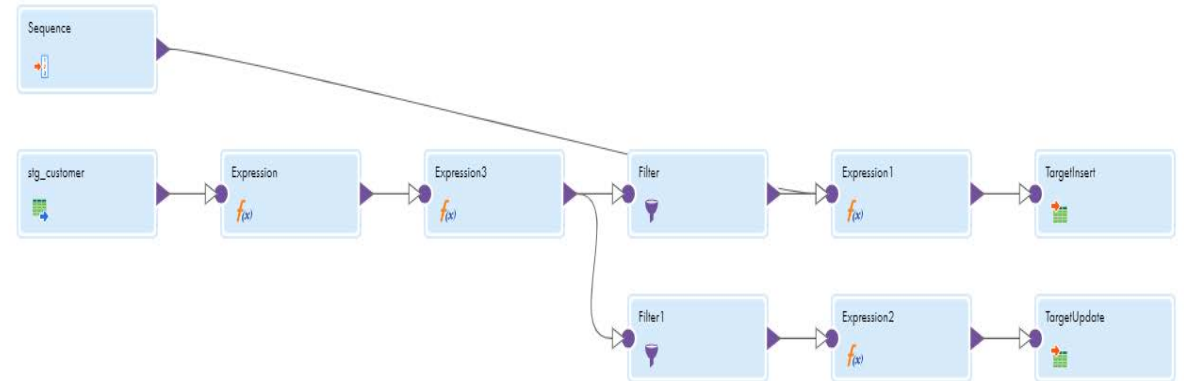 Sequence
stg_customer
Expression
Expression3
Filter
Expression1
TargetInsert
Filter1
Expression2
TargetUpdate